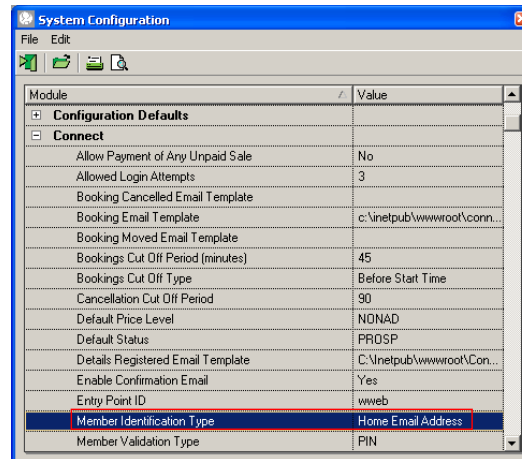 System Configuration
File Edit
Module Value
Configuration Defaults
Connect
Allow Payment of Any Unpaid Sale No
Allowed Login Attempts 3
Booking Cancelled Email Template
Booking Email Template c:\inetpub\wwwroot\conn...
Booking Moved Email Template
Bookings Cut Off Period (minutes) 45
Bookings Cut Off Type Before Start Time
Cancellation Cut Off Period 90
Default Price Level NONAD
Default Status PROSP
Details Registered Email Template C:\Inetpub\wwwroot\Con...
Enable Confirmation Email Yes
Entry Point ID wweb
Member Identification Type Home Email Address
Member Validation Type PIN